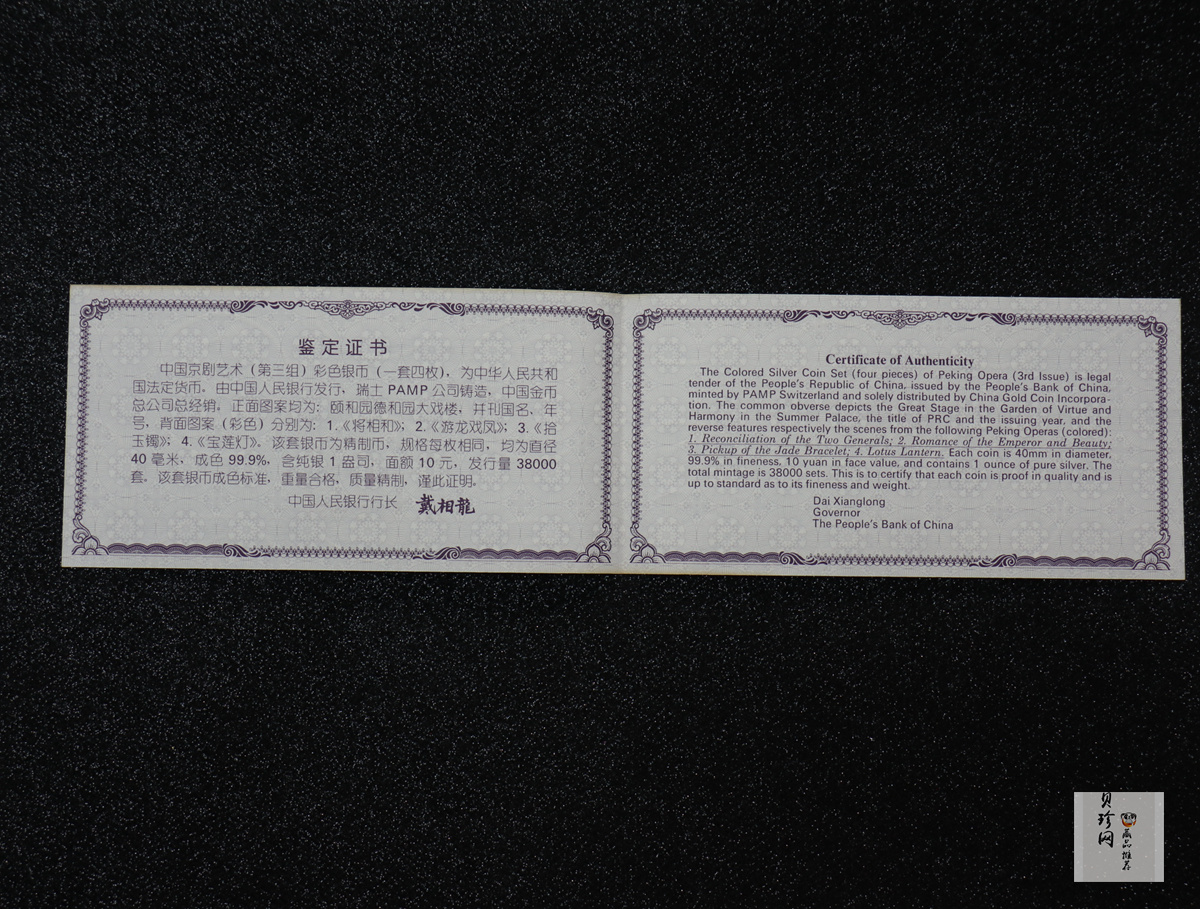 鉴定证书
中国京剧艺术(第三组)彩色银币(一套四枚),为中华人民共和
国法定货币。由中国人民银行发行,瑞士 PAMP 公司铸造,中国金币
总公司总经销。正面图案均为:颐和园德和园大戏楼,并刊国名、年
号,背面图案(彩色)分别为:1.《将相和》;2.《游龙戏凤》;3.《拾
玉镯》;4.《宝莲灯》。该套银币为精制币,规格每枚相同,均为直径
40 毫米,成色 99.9%,含纯银 1 盎司,面额 10 元,发行量 38000
套。该套银币成色标准,重量合格,质量精制,谨此证明。
中国人民银行行长 戴相龍
Certificate of Authenticity
The Colored Silver Coin Set (four pieces) of Peking Opera (3rd Issue) is legal
tender of the People's Republic of China, issued by the People's Bank of China,
minted by PAMP Switzerland and solely distributed by China Gold Coin Incorpora-
tion. The common obverse depicts the Great Stage in the Garden of Virtue and
Harmony in the Summer Palace, the title of PRC and the issuing year, and the
reverse features respectively the scenes from the following Peking Operas (colored):
1. Reconciliation of the Two Generals; 2. Romance of the Emperor and Beauty;
3. Pickup of the Jade Bracelet; 4. Lotus Lantern. Each coin is 40mm in diameter,
99.9% in fineness, 10 yuan in face value, and contains 1 ounce of pure silver. The
total mintage is 38000 sets. This is to certify that each coin is proof in quality and is
up to standard as to its fineness and weight.
Dai Xianglong
Governor
The People's Bank of China
贝珍网
藏品推荐